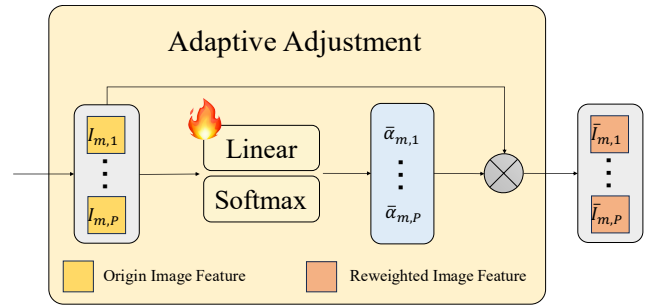 Adaptive Adjustment
I_{m,1}
⋮
I_{m,P}
Linear
Softmax
ᾱ_{m,1}
⋮
ᾱ_{m,P}
Ī_{m,1}
⋮
Ī_{m,P}
Origin Image Feature
Reweighted Image Feature